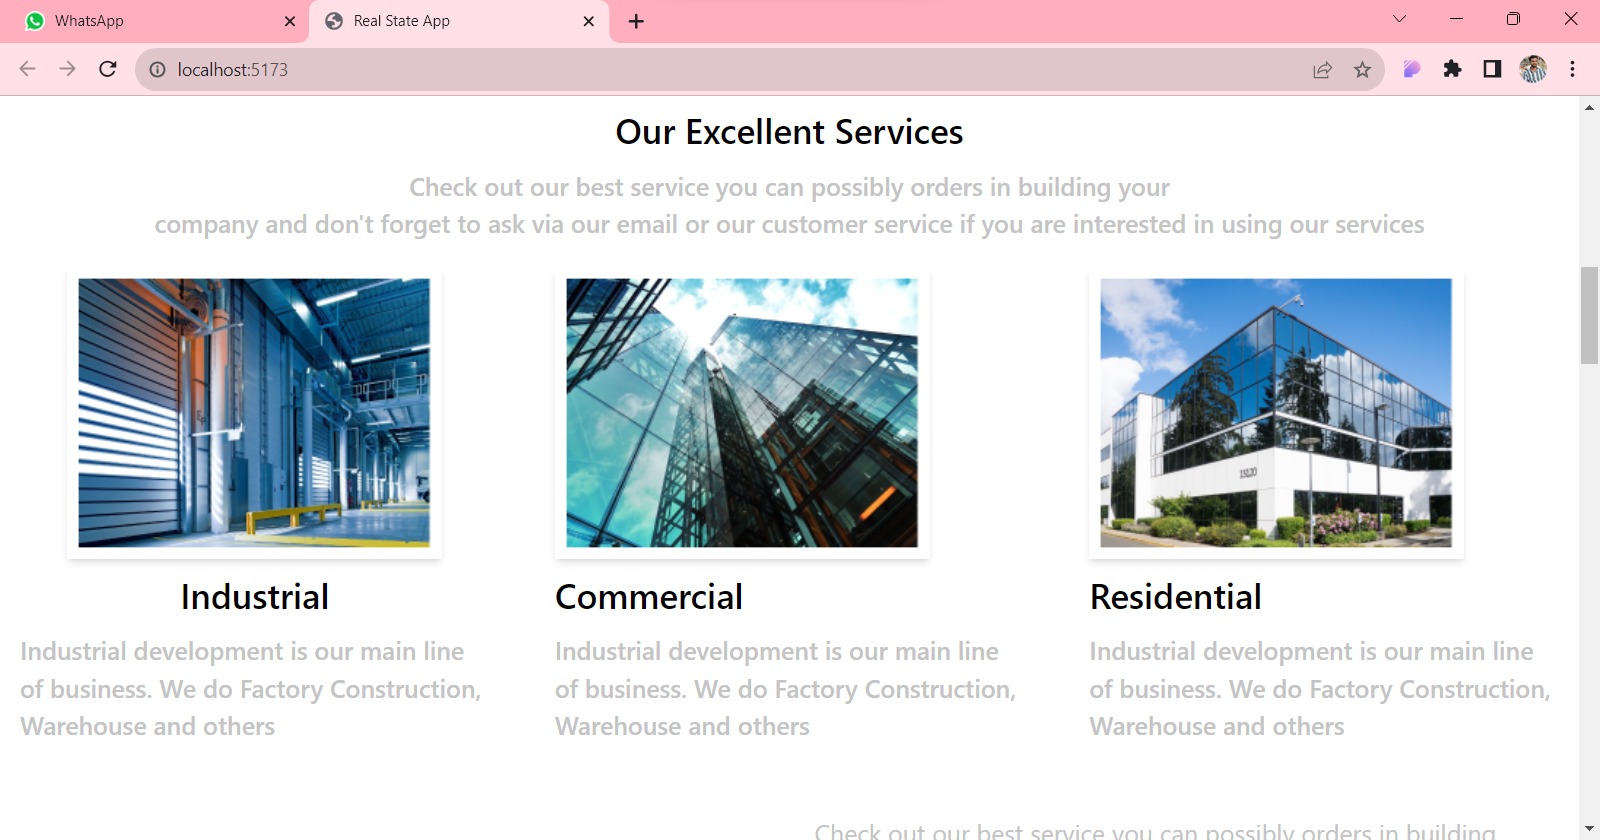 WhatsApp
Real State App
localhost:5173
Our Excellent Services
Check out our best service you can possibly orders in building your
company and don't forget to ask via our email or our customer service if you are interested in using our services
15120
Industrial
Industrial development is our main line
of business. We do Factory Construction,
Warehouse and others
Commercial
Industrial development is our main line
of business. We do Factory Construction,
Warehouse and others
Residential
Industrial development is our main line
of business. We do Factory Construction,
Warehouse and others
Check out our best service you can possibly orders in building